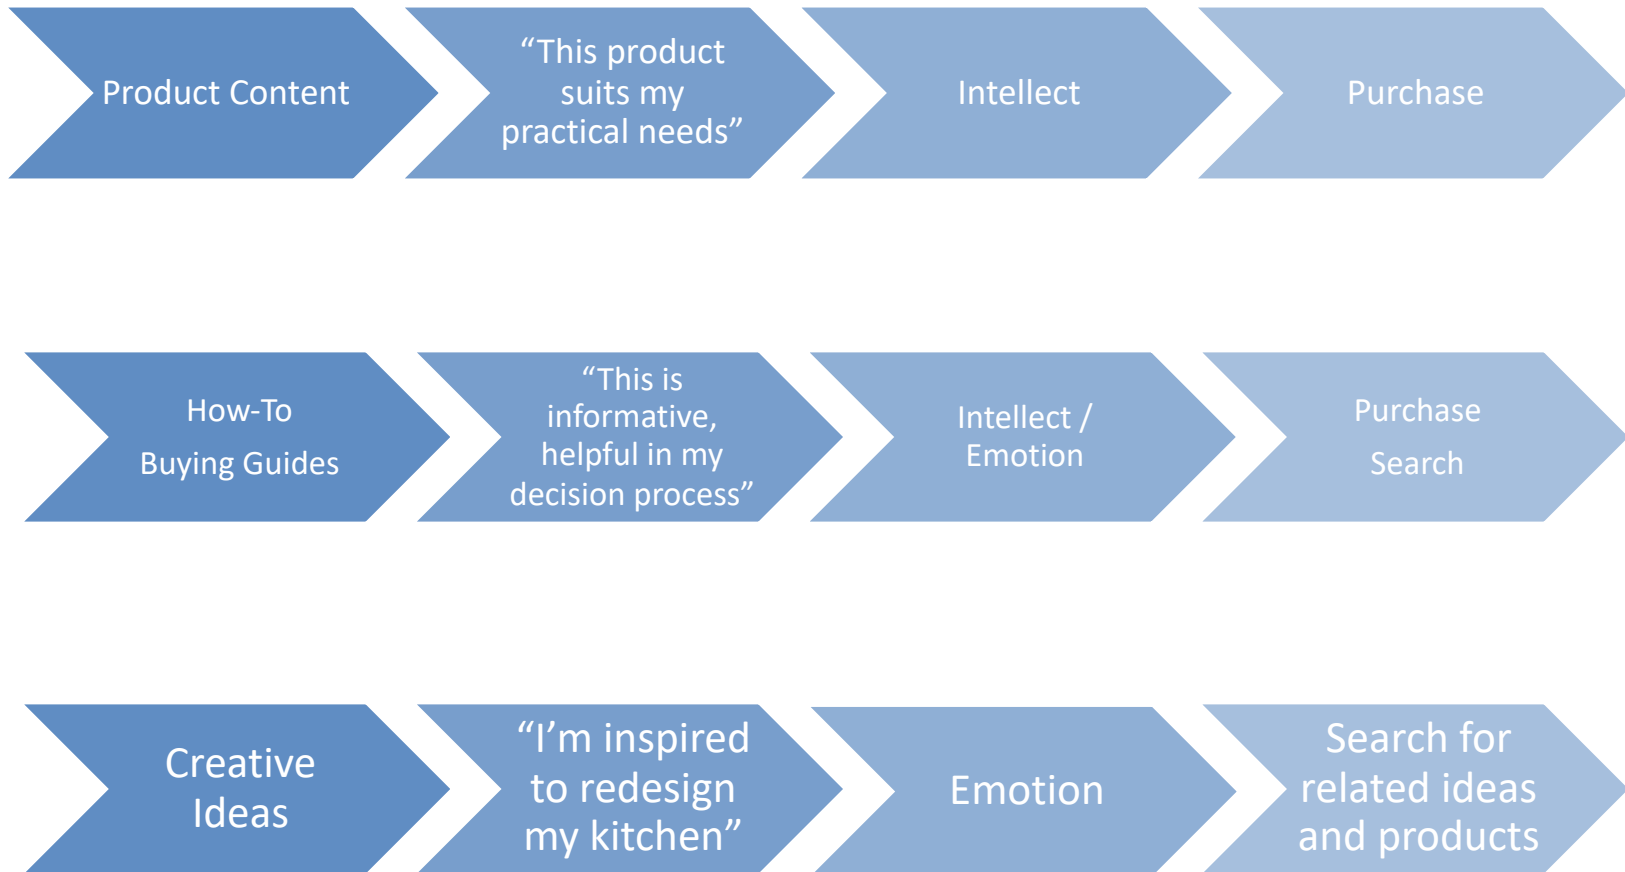 Product Content
“This product
suits my
practical needs”
Intellect
Purchase
How-To
Buying Guides
“This is
informative,
helpful in my
decision process”
Intellect /
Emotion
Purchase
Search
Creative
Ideas
“I’m inspired
to redesign
my kitchen”
Emotion
Search for
related ideas
and products